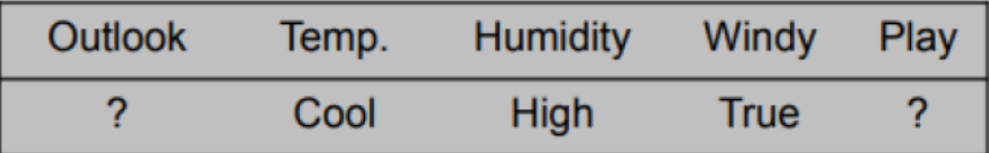 Outlook Temp. Humidity Windy Play
? Cool High True ?